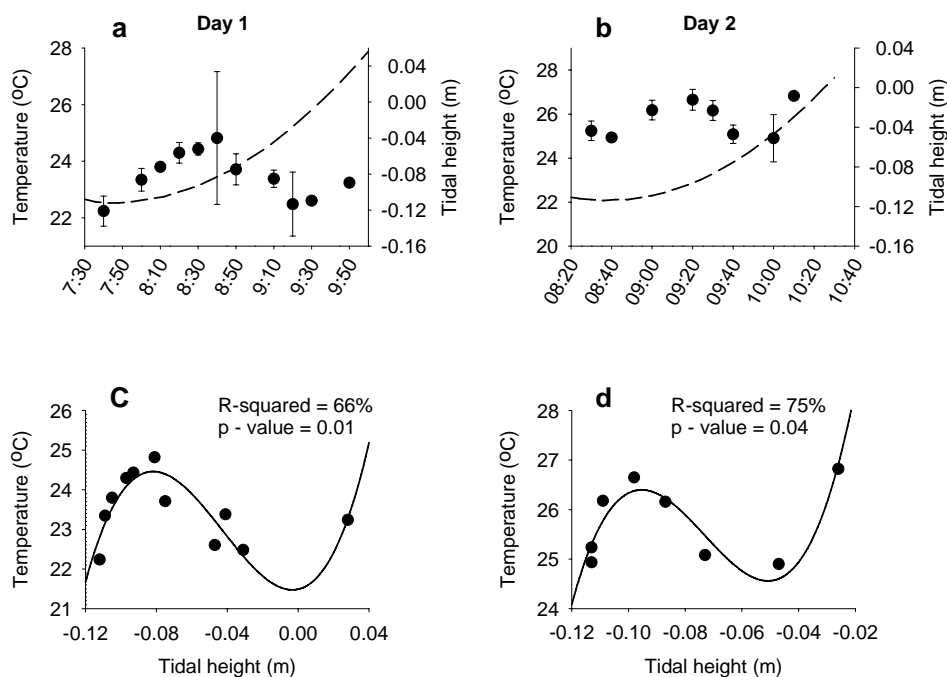 a Day 1
28
26
24
22
Temperature (ºC)
0.04
0.00
-0.04
-0.08
-0.12
-0.16
Tidal height (m)
7:30 7:50 8:10 8:30 8:50 9:10 9:30 9:50
b Day 2
28
26
24
22
20
Temperature (ºC)
0.04
0.00
-0.04
-0.08
-0.12
-0.16
Tidal height (m)
08:20 08:40 09:00 09:20 09:40 10:00 10:20 10:40
C
R-squared = 66%
p - value = 0.01
26
25
24
23
22
21
Temperature (ºC)
-0.12 -0.08 -0.04 0.00 0.04
Tidal height (m)
d
R-squared = 75%
p - value = 0.04
28
27
26
25
24
Temperature (ºC)
-0.12 -0.10 -0.08 -0.06 -0.04 -0.02
Tidal height (m)